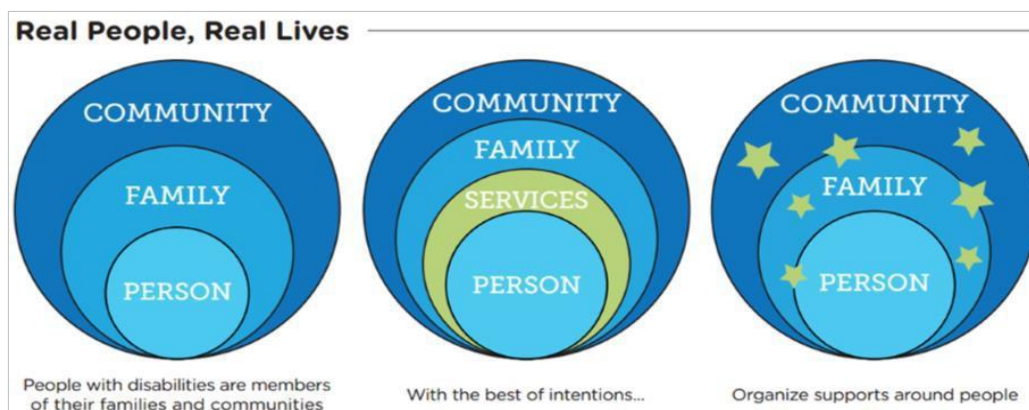 Real People, Real Lives
COMMUNITY
FAMILY
PERSON
People with disabilities are members
of their families and communities
COMMUNITY
FAMILY
SERVICES
PERSON
With the best of intentions...
COMMUNITY
FAMILY
PERSON
Organize supports around people